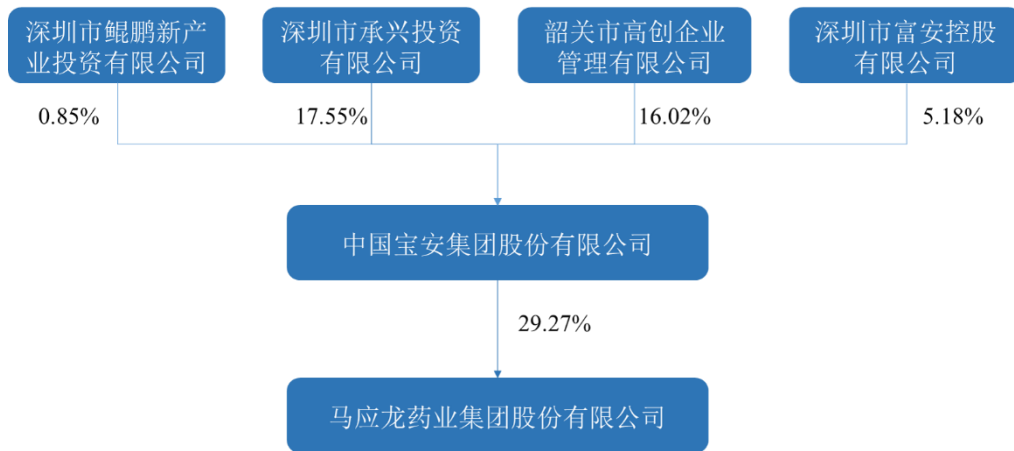 深圳市鲲鹏新产
业投资有限公司
深圳市承兴投资
有限公司
韶关市高创企业
管理有限公司
深圳市富安控股
有限公司
0.85%
17.55%
16.02%
5.18%
中国宝安集团股份有限公司
29.27%
马应龙药业集团股份有限公司